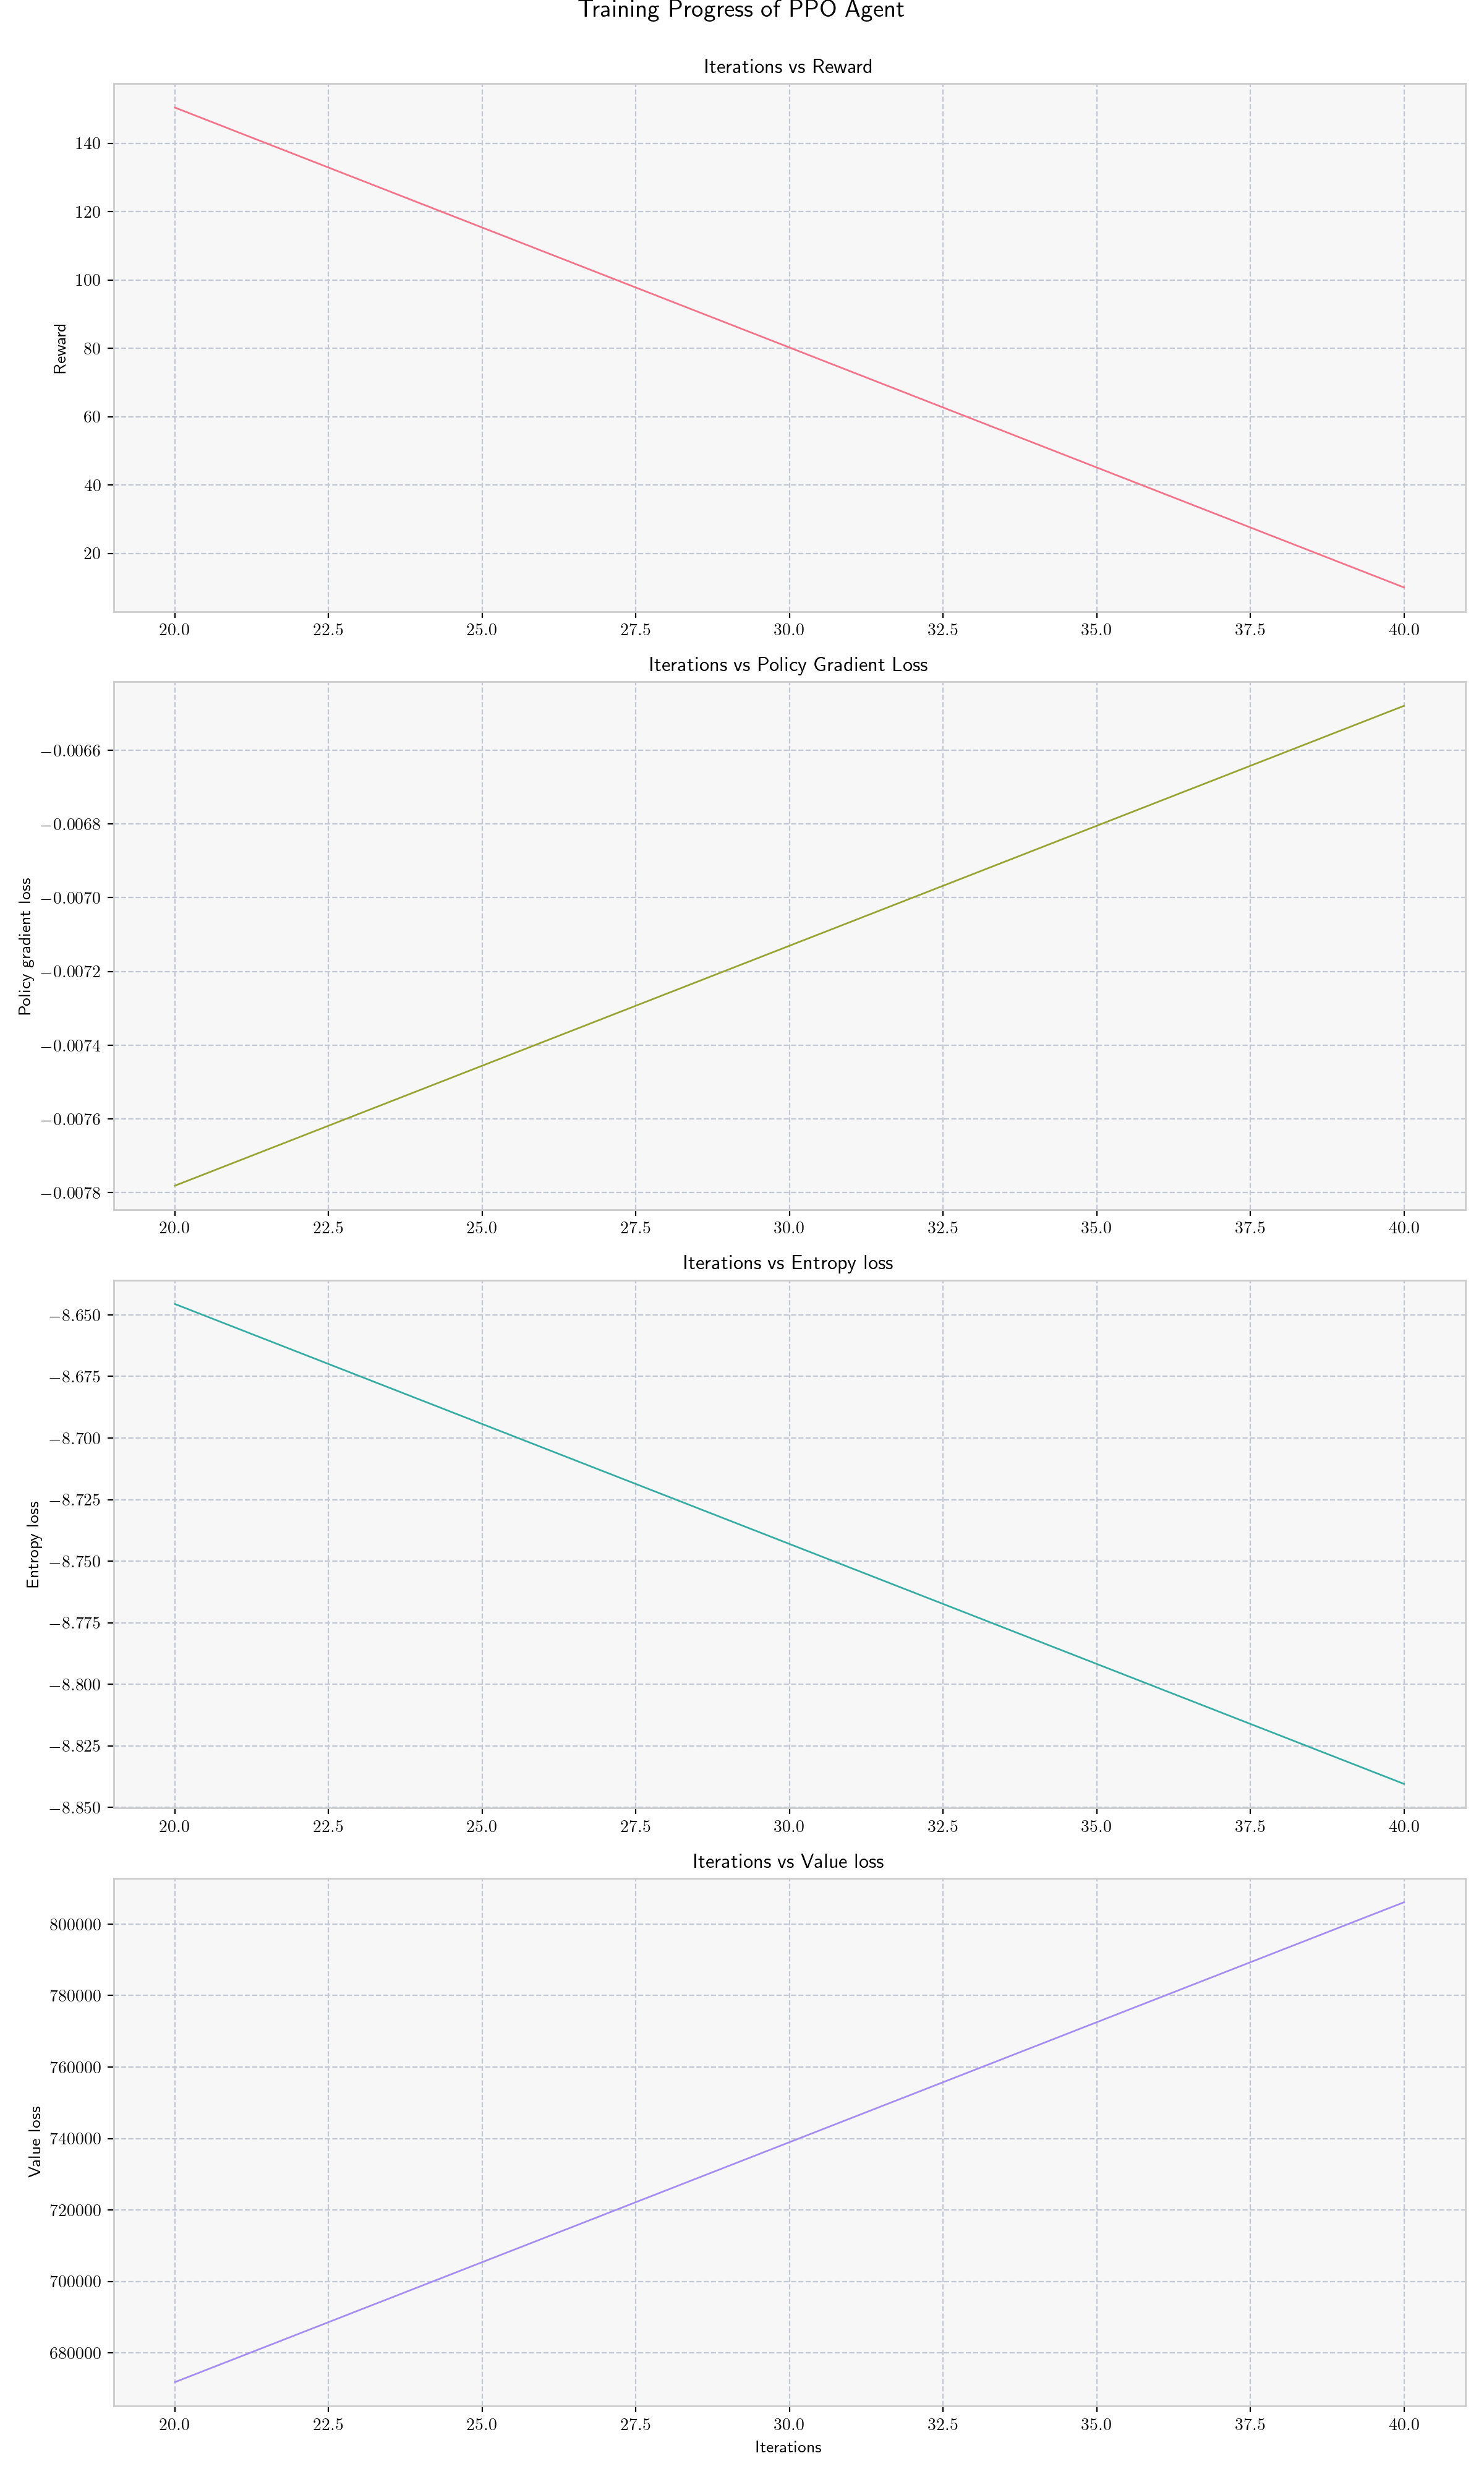 Training Progress of PPO Agent
Iterations vs Reward
140
120
100
80
60
40
20
Reward
20.0 22.5 25.0 27.5 30.0 32.5 35.0 37.5 40.0
Iterations vs Policy Gradient Loss
−0.0066
−0.0068
−0.0070
−0.0072
−0.0074
−0.0076
−0.0078
Policy gradient loss
20.0 22.5 25.0 27.5 30.0 32.5 35.0 37.5 40.0
Iterations vs Entropy loss
−8.650
−8.675
−8.700
−8.725
−8.750
−8.775
−8.800
−8.825
−8.850
Entropy loss
20.0 22.5 25.0 27.5 30.0 32.5 35.0 37.5 40.0
Iterations vs Value loss
800000
780000
760000
740000
720000
700000
680000
Value loss
20.0 22.5 25.0 27.5 30.0 32.5 35.0 37.5 40.0
Iterations